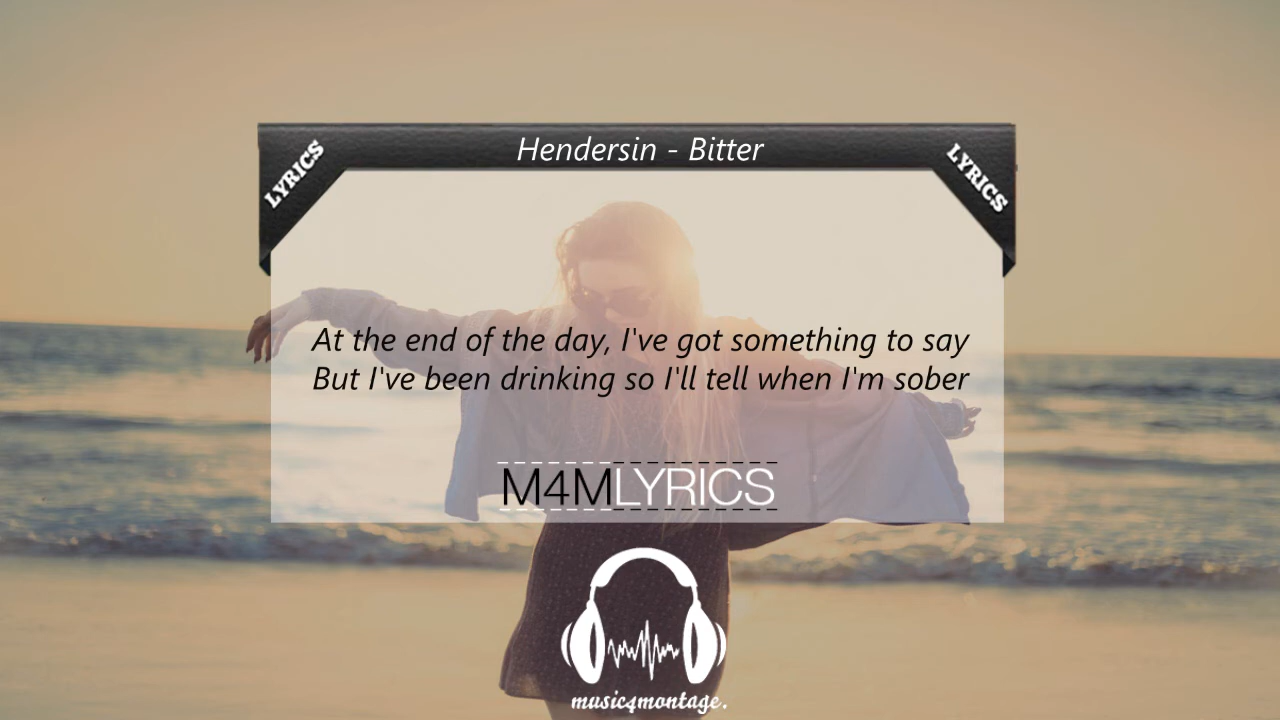 Hendersin - Bitter
LYRICS
LYRICS
At the end of the day, I've got something to say
But I've been drinking so I'll tell when I'm sober
M4MLYRICS
music4montage.